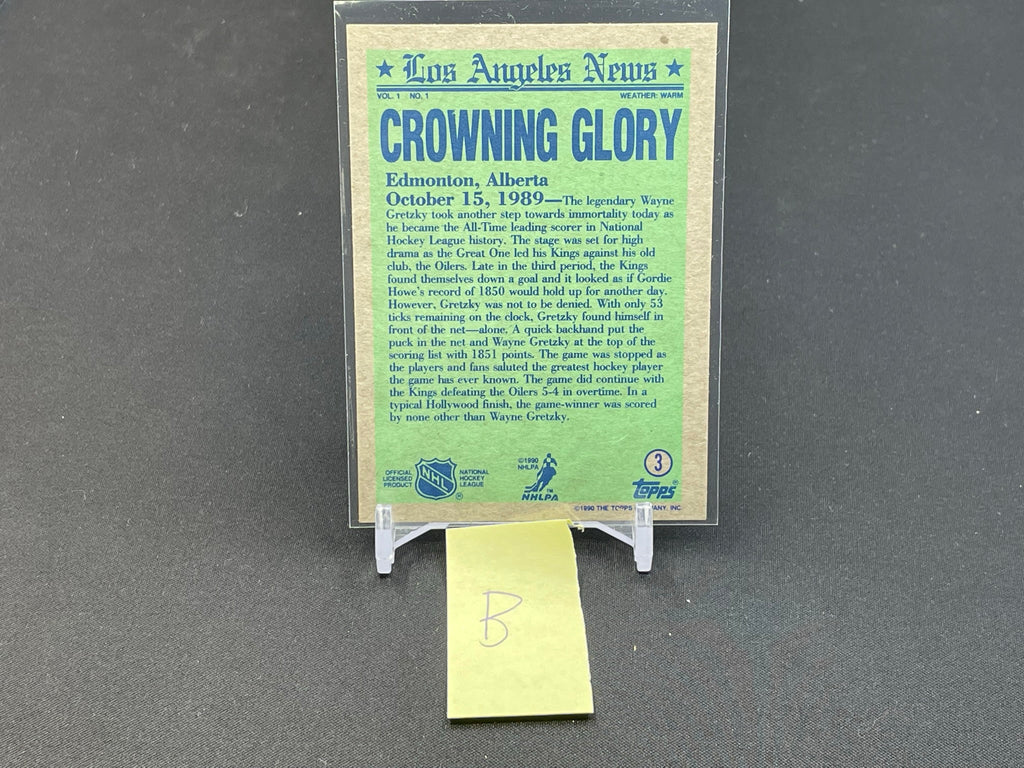 ★ Los Angeles News ★
VOL. 1 NO. 1 WEATHER: WARM
CROWNING GLORY
Edmonton, Alberta
October 15, 1989—The legendary Wayne
Gretzky took another step towards immortality today as
he became the All-Time leading scorer in National
Hockey League history. The stage was set for high
drama as the Great One led his Kings against his old
club, the Oilers. Late in the third period, the Kings
found themselves down a goal and it looked as if Gordie
Howe's record of 1850 would hold up for another day.
However, Gretzky was not to be denied. With only 53
ticks remaining on the clock, Gretzky found himself in
front of the net—alone. A quick backhand put the
puck in the net and Wayne Gretzky at the top of the
scoring list with 1851 points. The game was stopped as
the players and fans saluted the greatest hockey player
the game has ever known. The game did continue with
the Kings defeating the Oilers 5-4 in overtime. In a
typical Hollywood finish, the game-winner was scored
by none other than Wayne Gretzky.
OFFICIAL
LICENSED
PRODUCT
NHL
®
NATIONAL
HOCKEY
LEAGUE
©1990
NHLPA
TM
NHLPA
3
topps®
©1990 THE TOPPS COMPANY, INC.
B